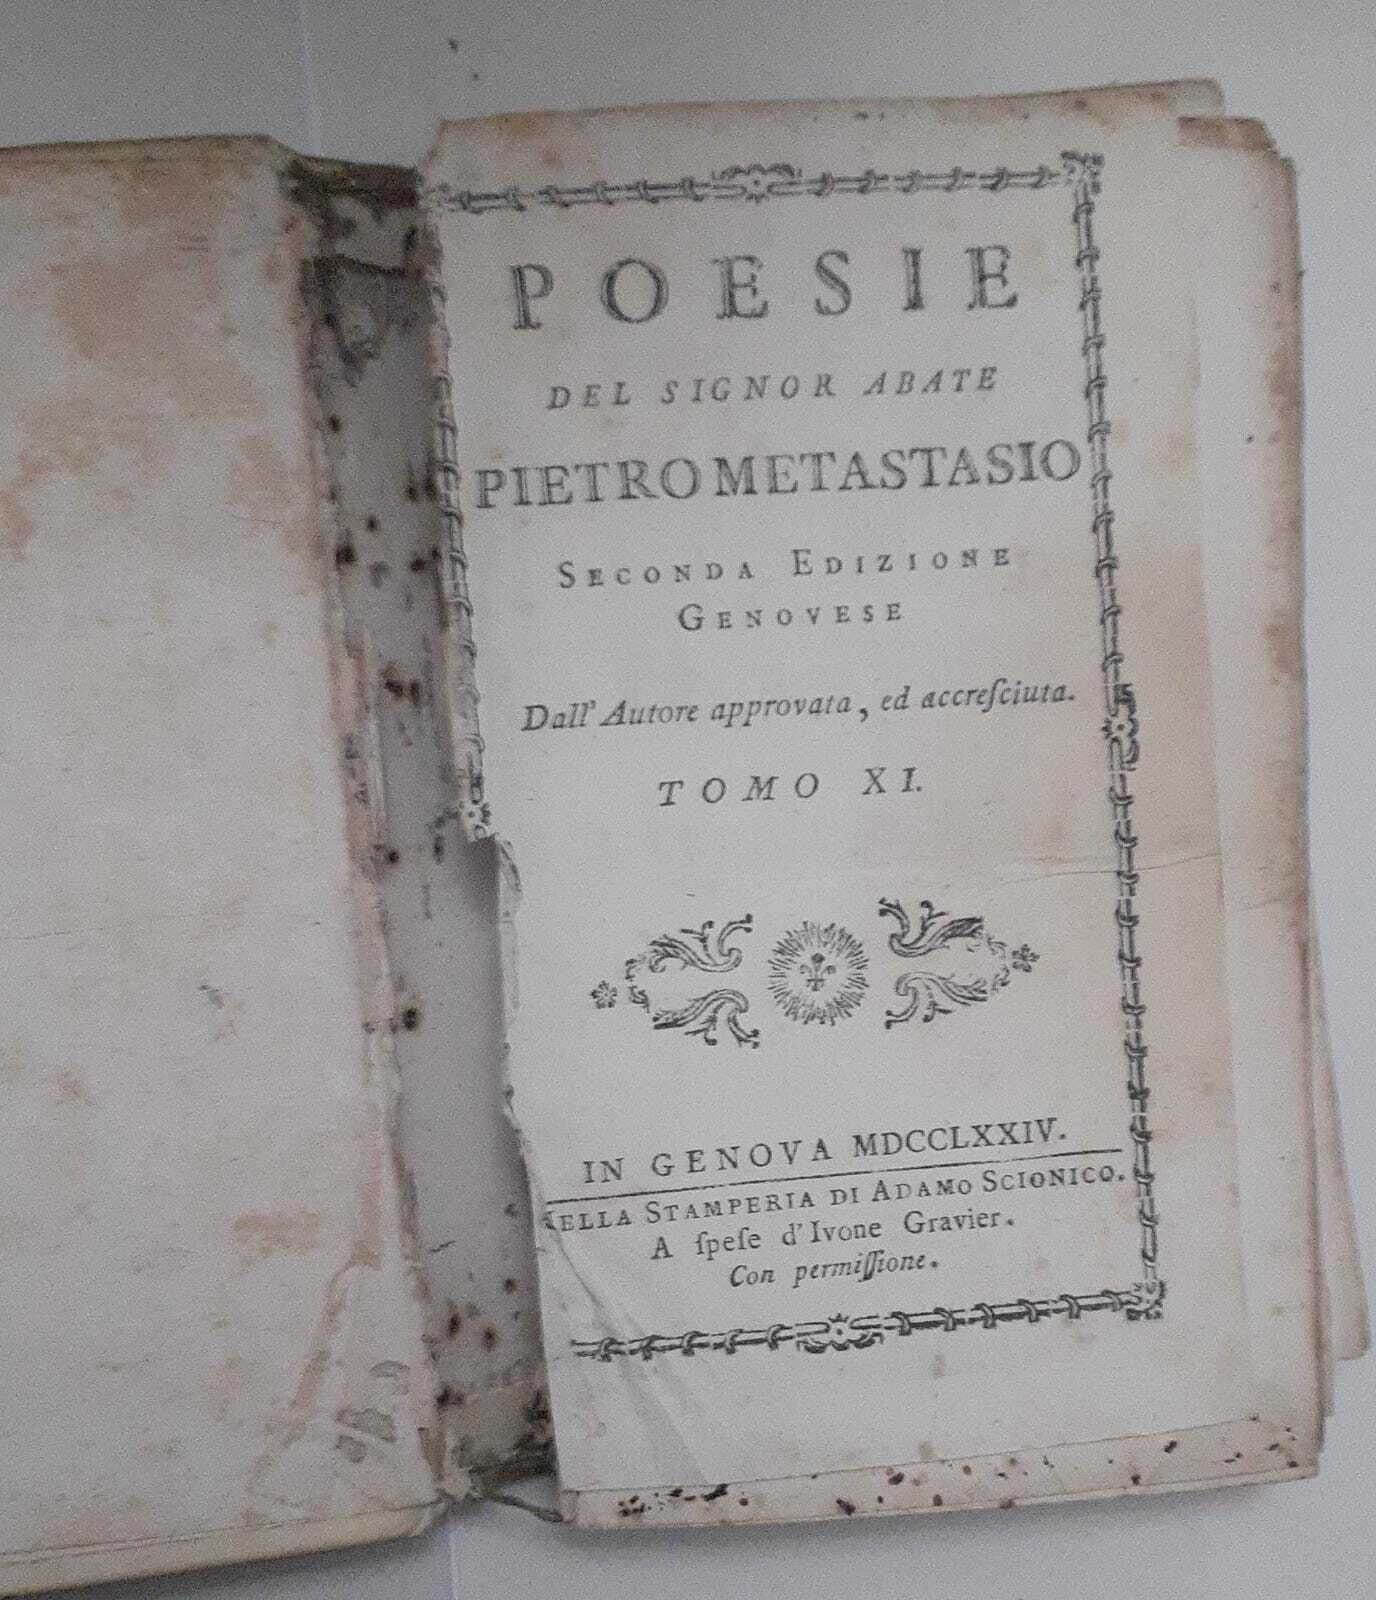 POESIE
DEL SIGNOR ABATE
PIETRO METASTASIO
SECONDA EDIZIONE
GENOVESE
Dall' Autore approvata, ed accreſciuta.
TOMO XI.
IN GENOVA MDCCLXXIV.
NELLA STAMPERIA DI ADAMO SCIONICO.
A ſpeſe d' Ivone Gravier.
Con permiſſione.